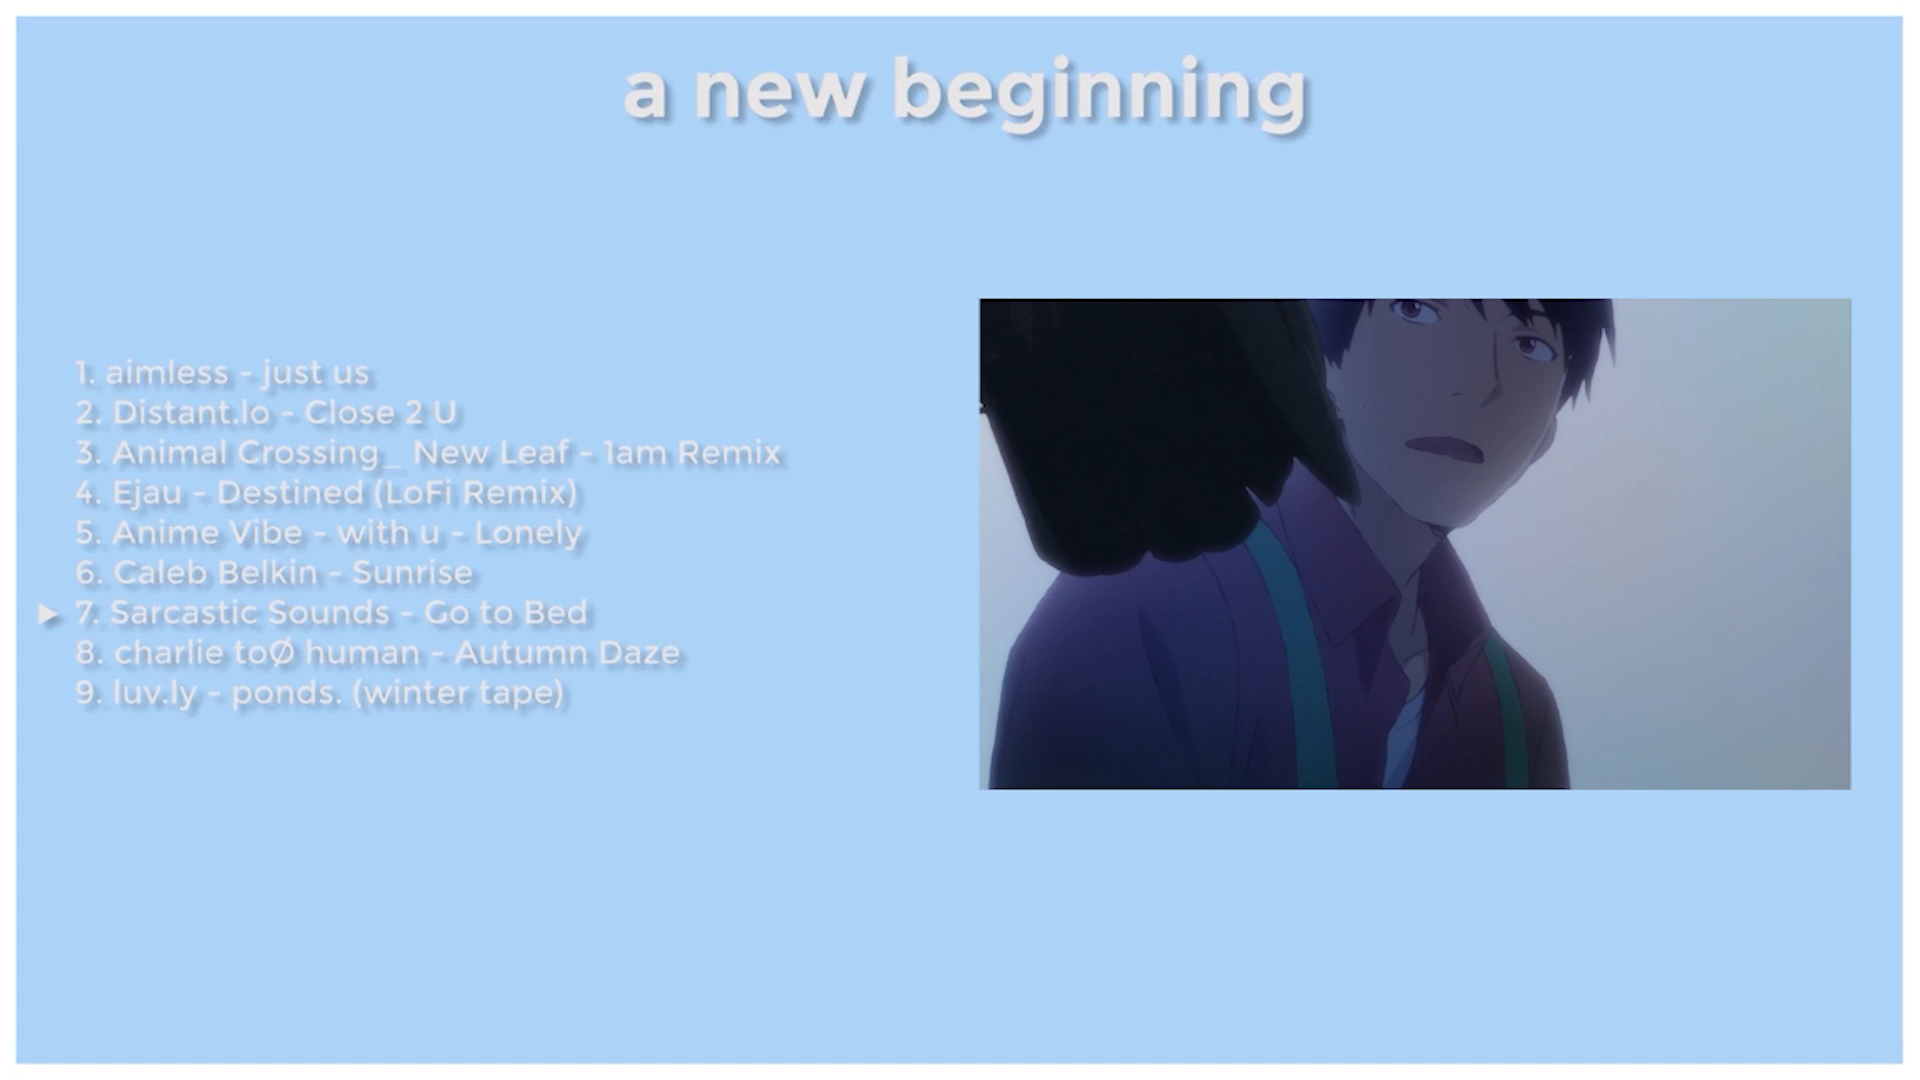 a new beginning
1. aimless - just us
2. Distant.lo - Close 2 U
3. Animal Crossing_ New Leaf - 1am Remix
4. Ejau - Destined (LoFi Remix)
5. Anime Vibe - with u - Lonely
6. Caleb Belkin - Sunrise
7. Sarcastic Sounds - Go to Bed
8. charlie toØ human - Autumn Daze
9. luv.ly - ponds. (winter tape)